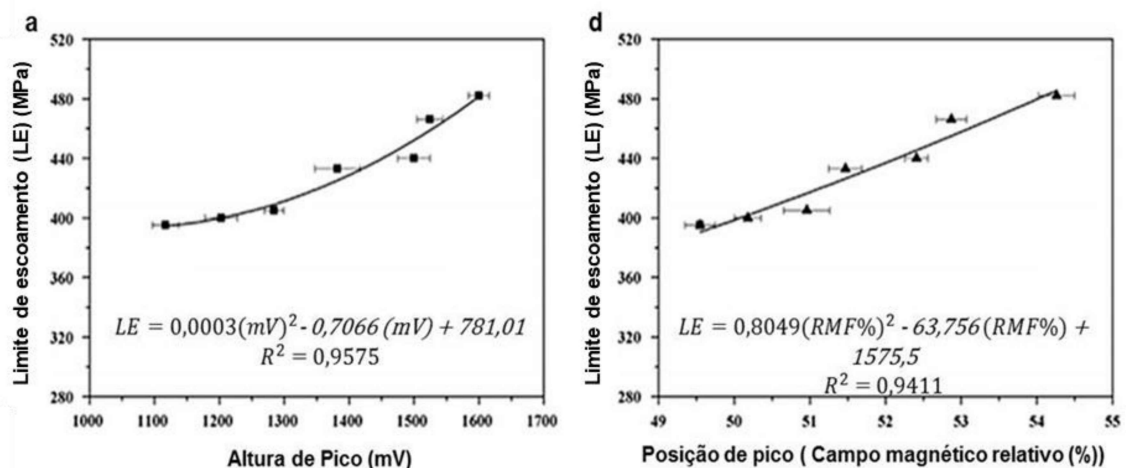 a
Limite de escoamento (LE) (MPa)
520
480
440
400
360
320
280
LE = 0,0003(mV)² - 0,7066 (mV) + 781,01
R² = 0,9575
1000 1100 1200 1300 1400 1500 1600 1700
Altura de Pico (mV)
d
Limite de escoamento (LE) (MPa)
520
480
440
400
360
320
280
LE = 0,8049(RMF%)² - 63,756 (RMF%) +
1575,5
R² = 0,9411
49 50 51 52 53 54 55
Posição de pico ( Campo magnético relativo (%))